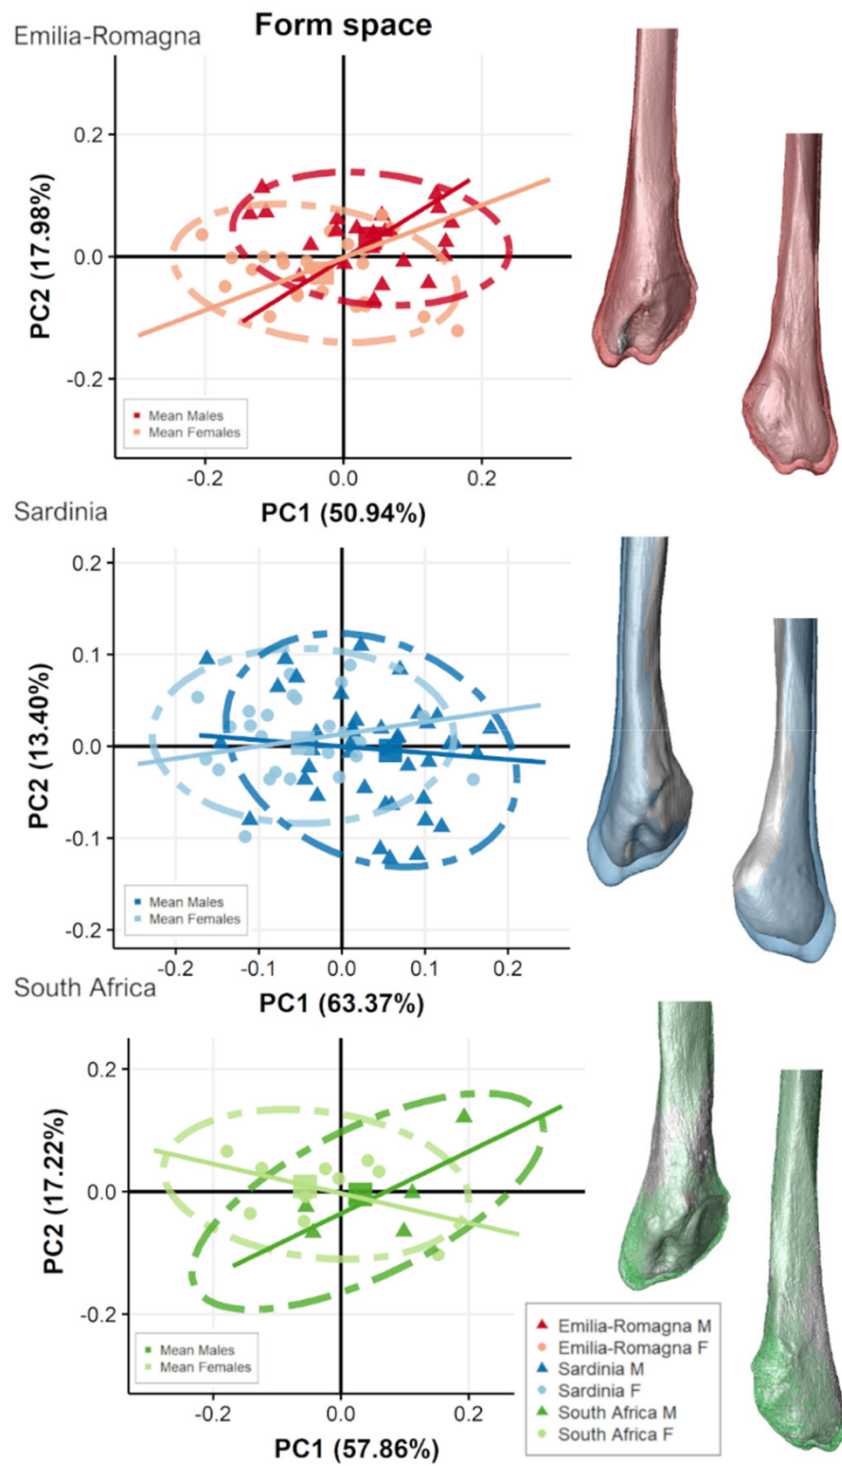 Form space
Emilia-Romagna
0.2
0.0
-0.2
PC2 (17.98%)
Mean Males
Mean Females
-0.2 0.0 0.2
PC1 (50.94%)
Sardinia
0.2
0.1
0.0
-0.1
-0.2
PC2 (13.40%)
Mean Males
Mean Females
-0.2 -0.1 0.0 0.1 0.2
PC1 (63.37%)
South Africa
0.2
0.0
-0.2
PC2 (17.22%)
Mean Males
Mean Females
-0.2 0.0 0.2
PC1 (57.86%)
Emilia-Romagna M
Emilia-Romagna F
Sardinia M
Sardinia F
South Africa M
South Africa F